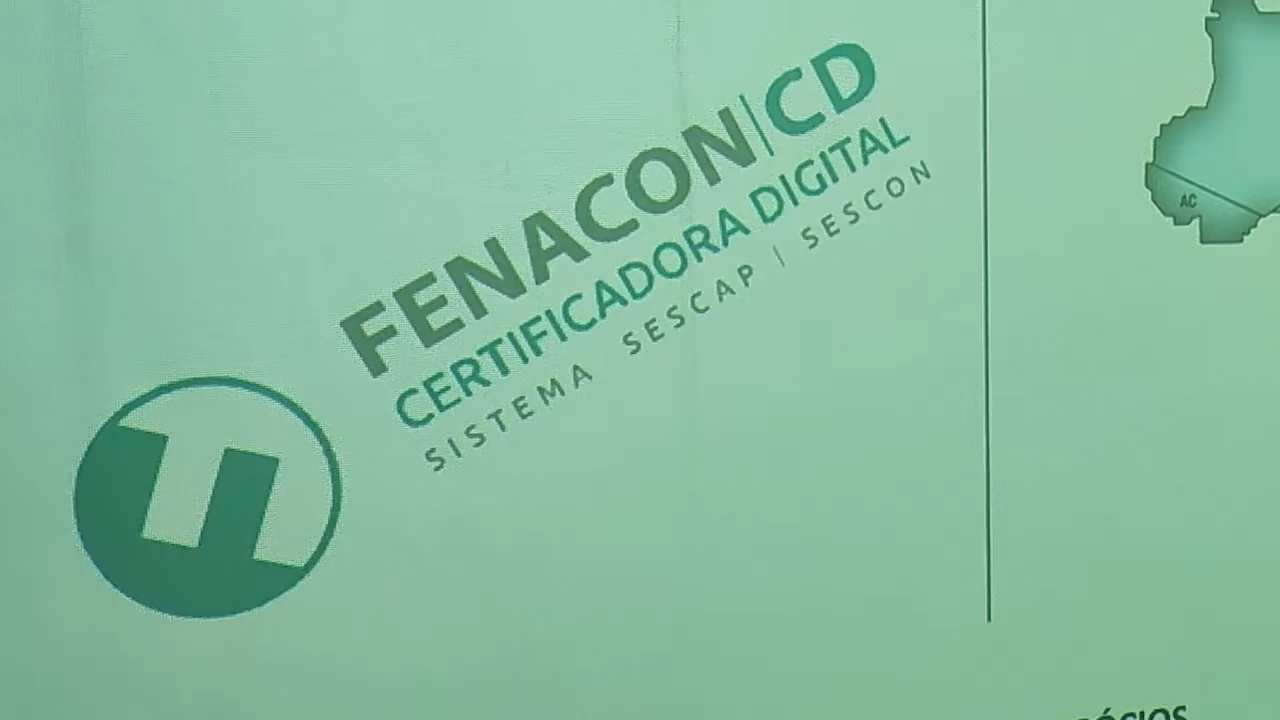 FENACON|CD
CERTIFICADORA DIGITAL
SISTEMA SESCAP | SESCON
AC